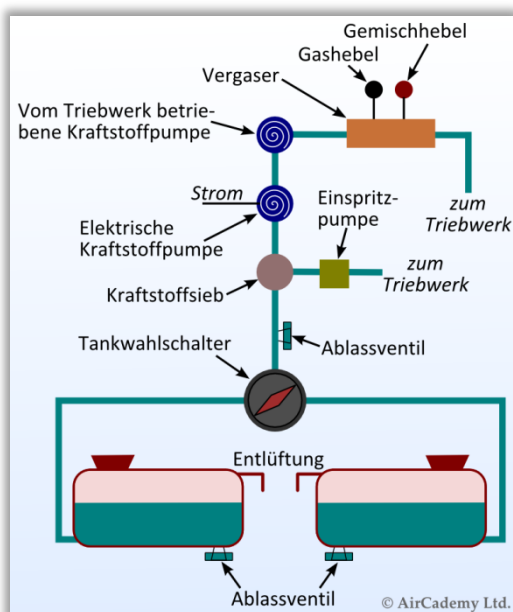 Gemischhebel
Gashebel
Vergaser
Vom Triebwerk betrie-
bene Kraftstoffpumpe
Strom
zum
Triebwerk
Einspritz-
pumpe
Elektrische
Kraftstoffpumpe
zum
Triebwerk
Kraftstoffsieb
Tankwahlschalter
Ablassventil
Entlüftung
Ablassventil
© AirCademy Ltd.